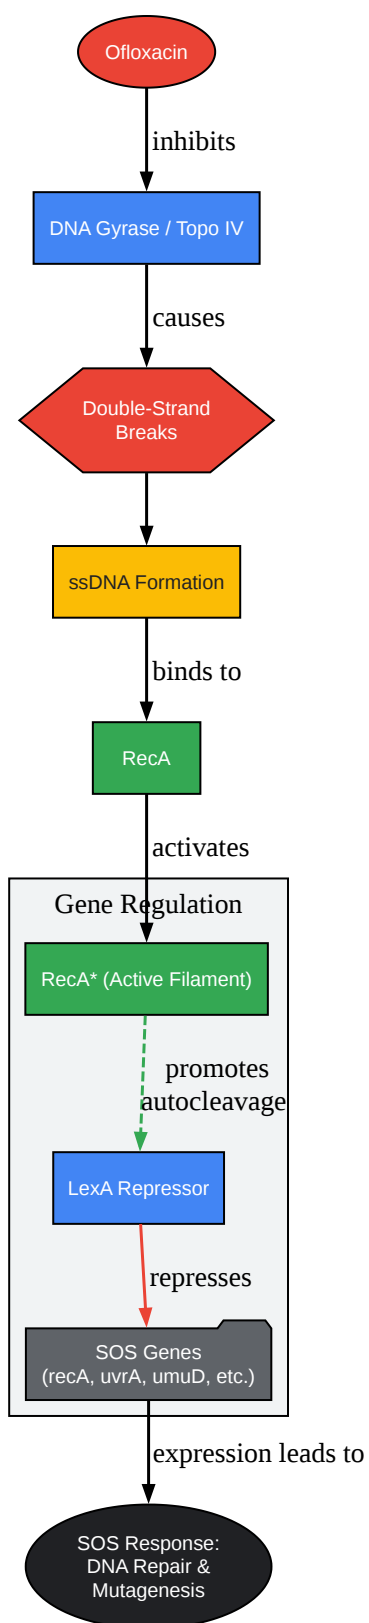 Ofloxacin
inhibits
DNA Gyrase / Topo IV
causes
Double-Strand
Breaks
ssDNA Formation
binds to
RecA
activates
Gene Regulation
RecA* (Active Filament)
promotes
autocleavage
LexA Repressor
represses
SOS Genes
(recA, uvrA, umuD, etc.)
expression leads to
SOS Response:
DNA Repair &
Mutagenesis